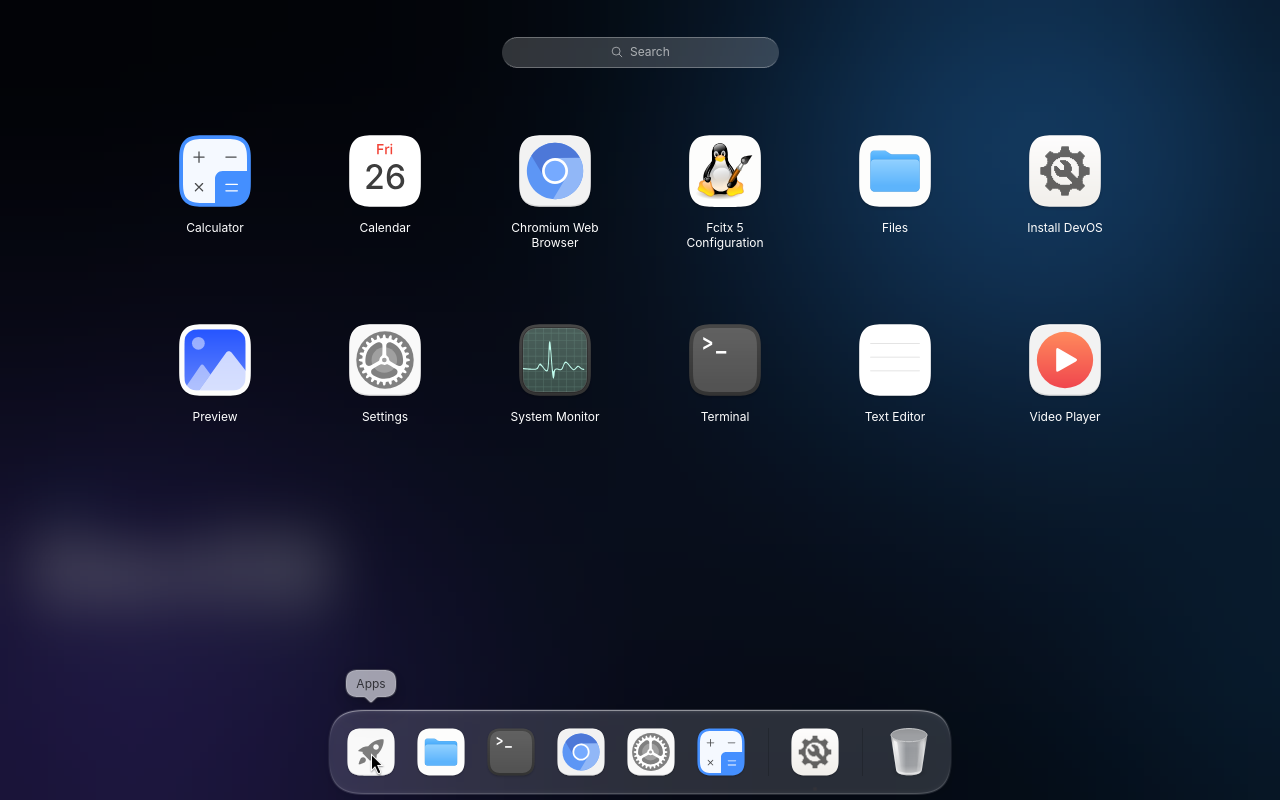 Search
Calculator
Fri
26
Calendar
Chromium Web
Browser
Fcitx 5
Configuration
Files
Install DevOS
Preview
Settings
System Monitor
>_
Terminal
Text Editor
Video Player
Apps
>_